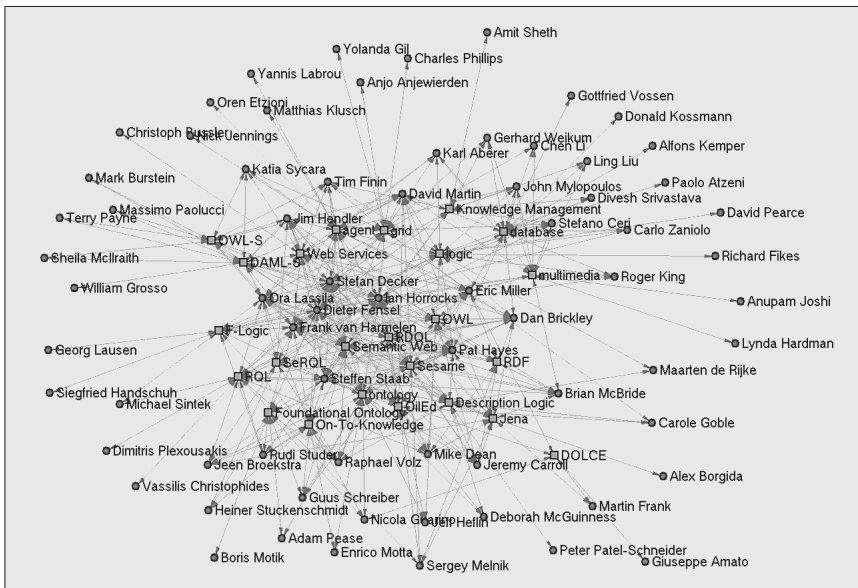 Amit Sheth
Yolanda Gil
Charles Phillips
Yannis Labrou
Anjo Anjewierden
Gottfried Vossen
Oren Etzioni
Matthias Klusch
Donald Kossmann
Christoph Bussler
Nick Jennings
Gerhard Weikum
Chen Li
Alfons Kemper
Karl Aberer
Ling Liu
Katia Sycara
Mark Burstein
Tim Finin
John Mylopoulos
Paolo Atzeni
David Martin
Divesh Srivastava
Massimo Paolucci
Knowledge Management
David Pearce
Terry Payne
Jim Hendler
Stefano Ceri
agent
grid
database
Carlo Zaniolo
OWL-S
Web Services
logic
Richard Fikes
Sheila McIlraith
DAML-S
multimedia
Roger King
Stefan Decker
William Grosso
Eric Miller
Ora Lassila
Ian Horrocks
Anupam Joshi
Dieter Fensel
OWL
Dan Brickley
F-Logic
Frank van Harmelen
RDQL
Lynda Hardman
Semantic Web
Georg Lausen
Pat Hayes
SeRQL
Sesame
RDF
Maarten de Rijke
RQL
Steffen Staab
Siegfried Handschuh
ontology
Brian McBride
Michael Sintek
OilEd
Description Logic
Foundational Ontology
Jena
Carole Goble
On-To-Knowledge
Dimitris Plexousakis
Rudi Studer
Mike Dean
DOLCE
Jeen Broekstra
Raphael Volz
Jeremy Carroll
Alex Borgida
Vassilis Christophides
Guus Schreiber
Martin Frank
Heiner Stuckenschmidt
Nicola Guarino
Jeff Heflin
Deborah McGuinness
Adam Pease
Boris Motik
Enrico Motta
Peter Patel-Schneider
Sergey Melnik
Giuseppe Amato